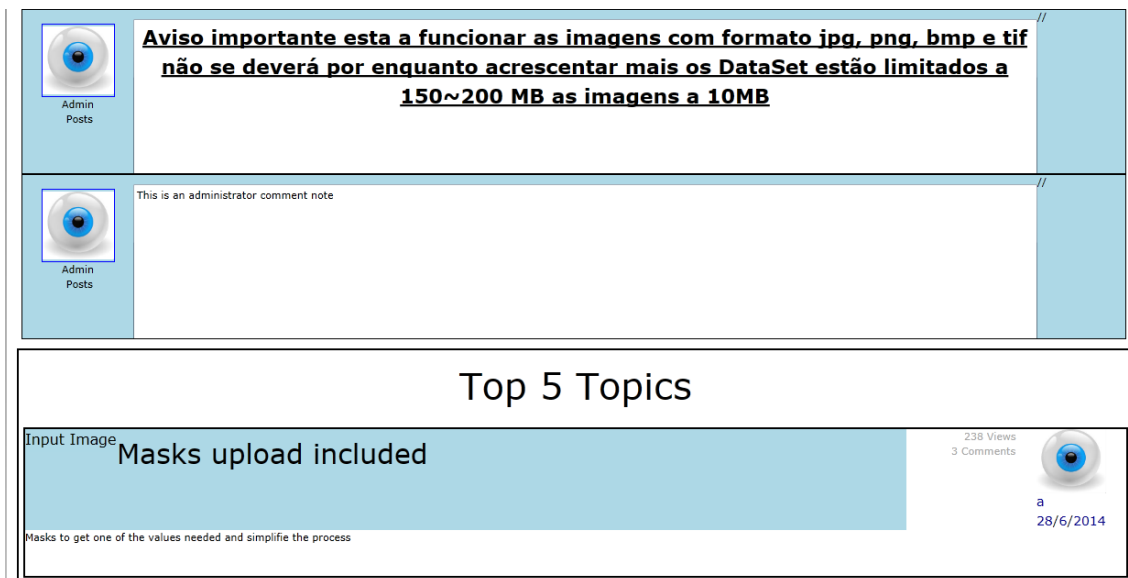 Aviso importante esta a funcionar as imagens com formato jpg, png, bmp e tif
não se deverá por enquanto acrescentar mais os DataSet estão limitados a
150~200 MB as imagens a 10MB
//
Admin
Posts
This is an administrator comment note
//
Admin
Posts
Top 5 Topics
Input Image
Masks upload included
238 Views
3 Comments
a
28/6/2014
Masks to get one of the values needed and simplifie the process